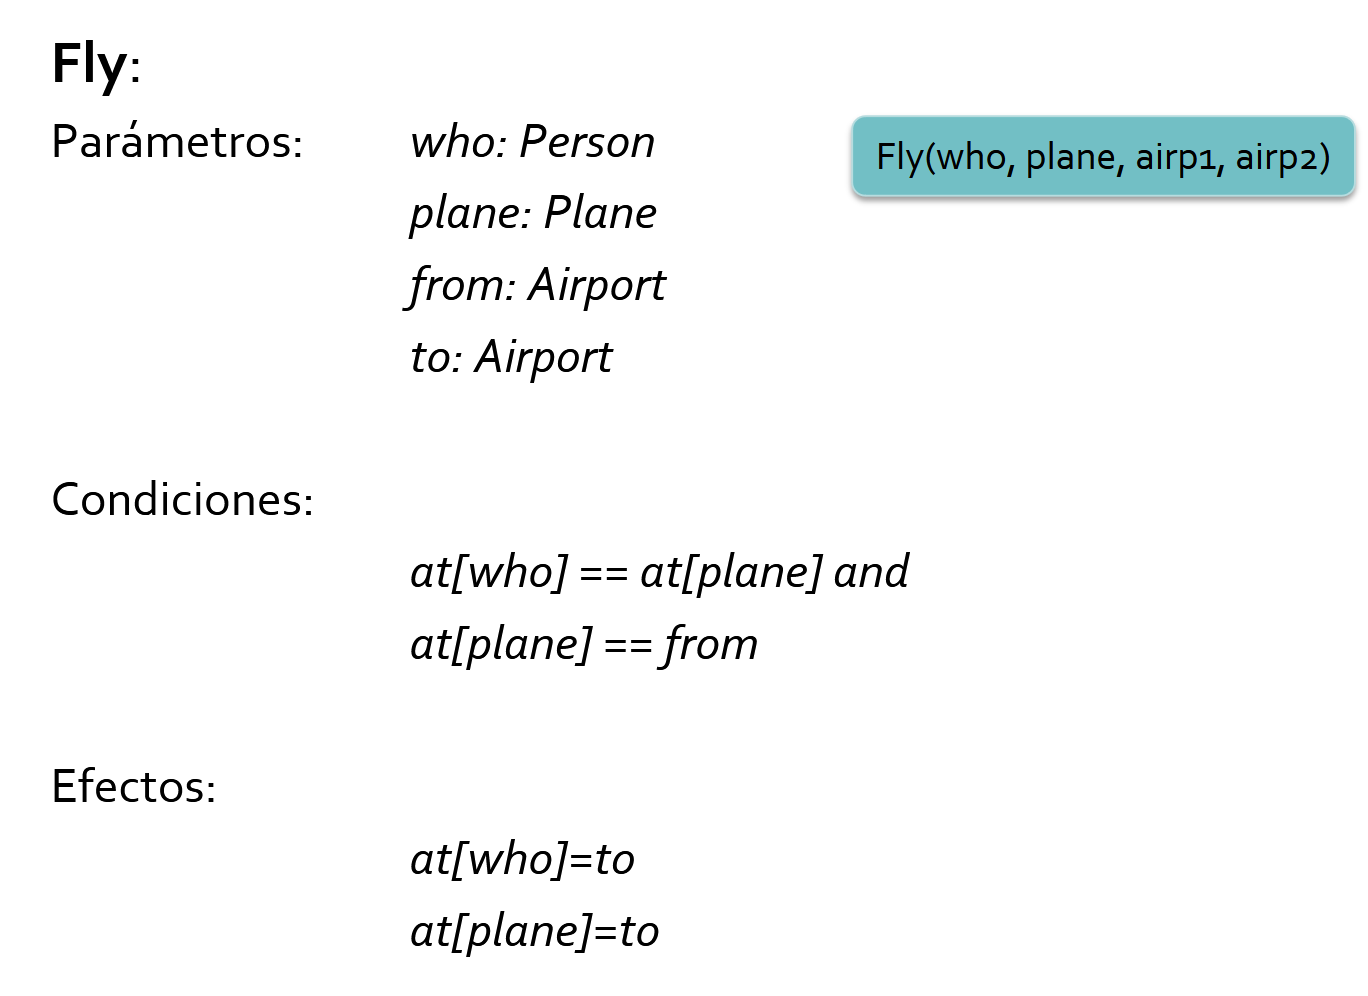 Fly:
Parámetros: who: Person
Fly(who, plane, airp1, airp2)
plane: Plane
from: Airport
to: Airport
Condiciones:
at[who] == at[plane] and
at[plane] == from
Efectos:
at[who]=to
at[plane]=to